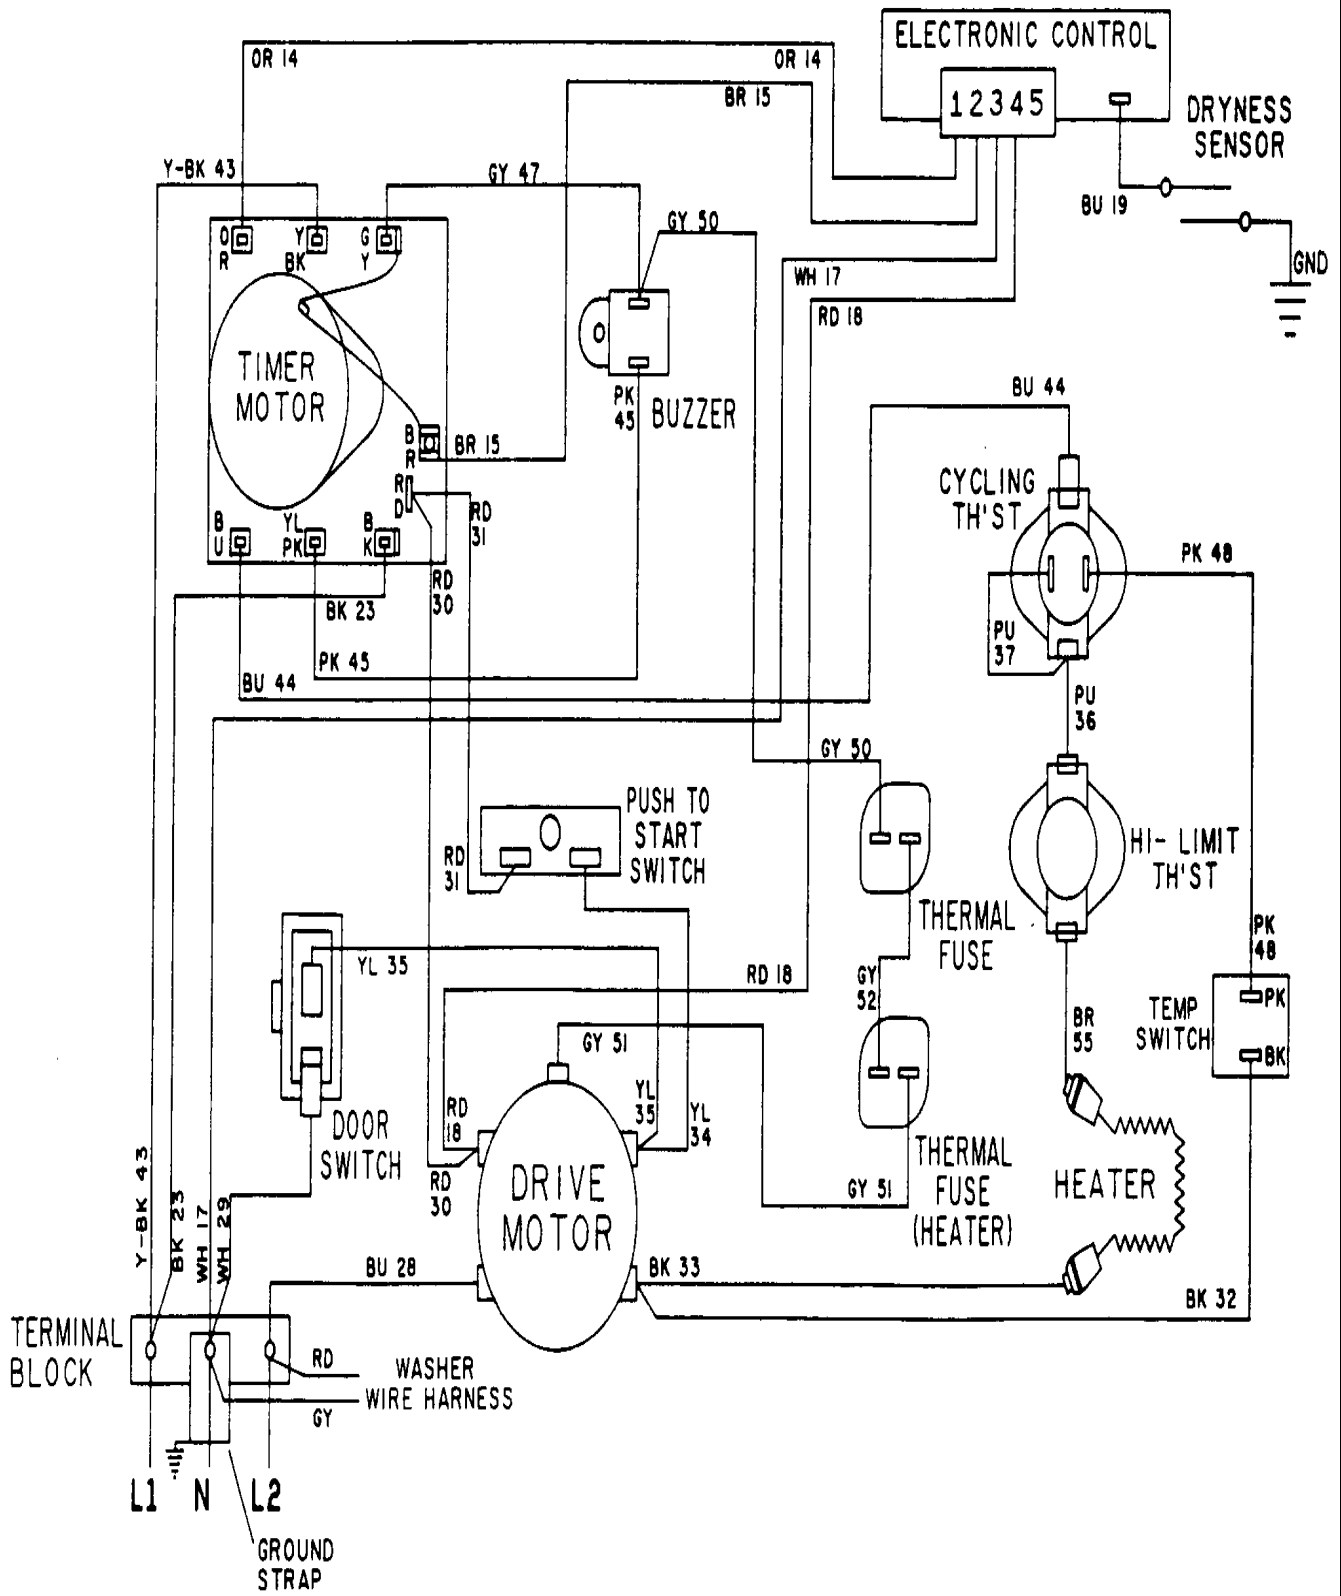 ELECTRONIC CONTROL
OR 14
OR 14
BR 15
1 2 3 4 5
DRYNESS
SENSOR
Y-BK 43
GY 47
GY 50
BU 19
GND
WH 17
RD 18
O
R
Y
BK
G
Y
TIMER
MOTOR
B
R
BR 15
R
D
RD
31
B
U
YL
PK
B
K
RD
30
PK
45
BUZZER
BU 44
CYCLING
TH'ST
PK 48
PU
37
PU
36
BK 23
PK 45
BU 44
GY 50
PUSH TO
START
SWITCH
RD
31
THERMAL
FUSE
HI- LIMIT
TH'ST
PK
48
YL 35
RD 18
GY
52
BR
55
TEMP
SWITCH
PK
BK
GY 51
DOOR
SWITCH
RD
18
YL
35
YL
34
RD
30
DRIVE
MOTOR
GY 51
THERMAL
FUSE
(HEATER)
HEATER
Y-BK 43
BK 23
WH 17
WH 29
BU 28
BK 33
BK 32
TERMINAL
BLOCK
RD
GY
WASHER
WIRE HARNESS
L1
N
L2
GROUND
STRAP